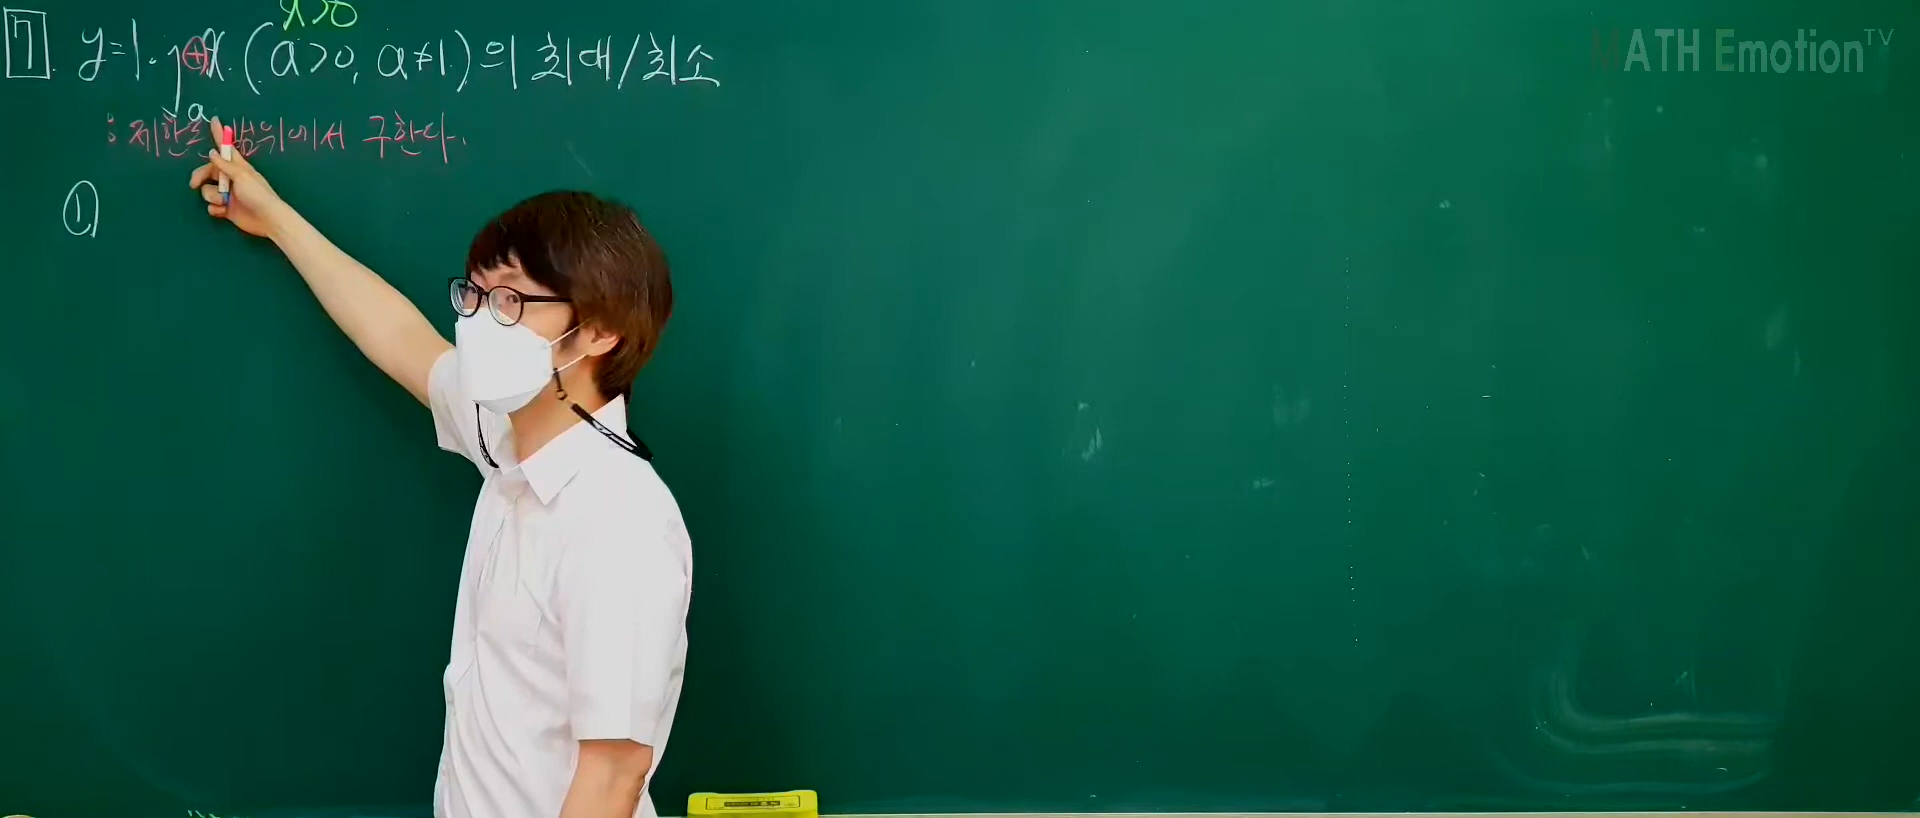 MATH Emotion TV
x>0
7. y=l.g⊕x (a>0, a≠1)의 최대/최소
a
: 제한된 범위에서 구한다.
①